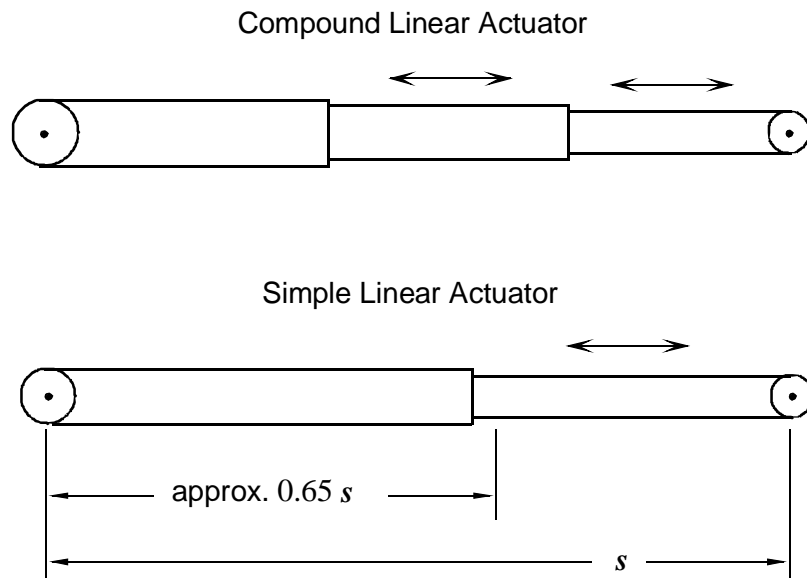 Compound Linear Actuator
Simple Linear Actuator
approx. 0.65 s
s